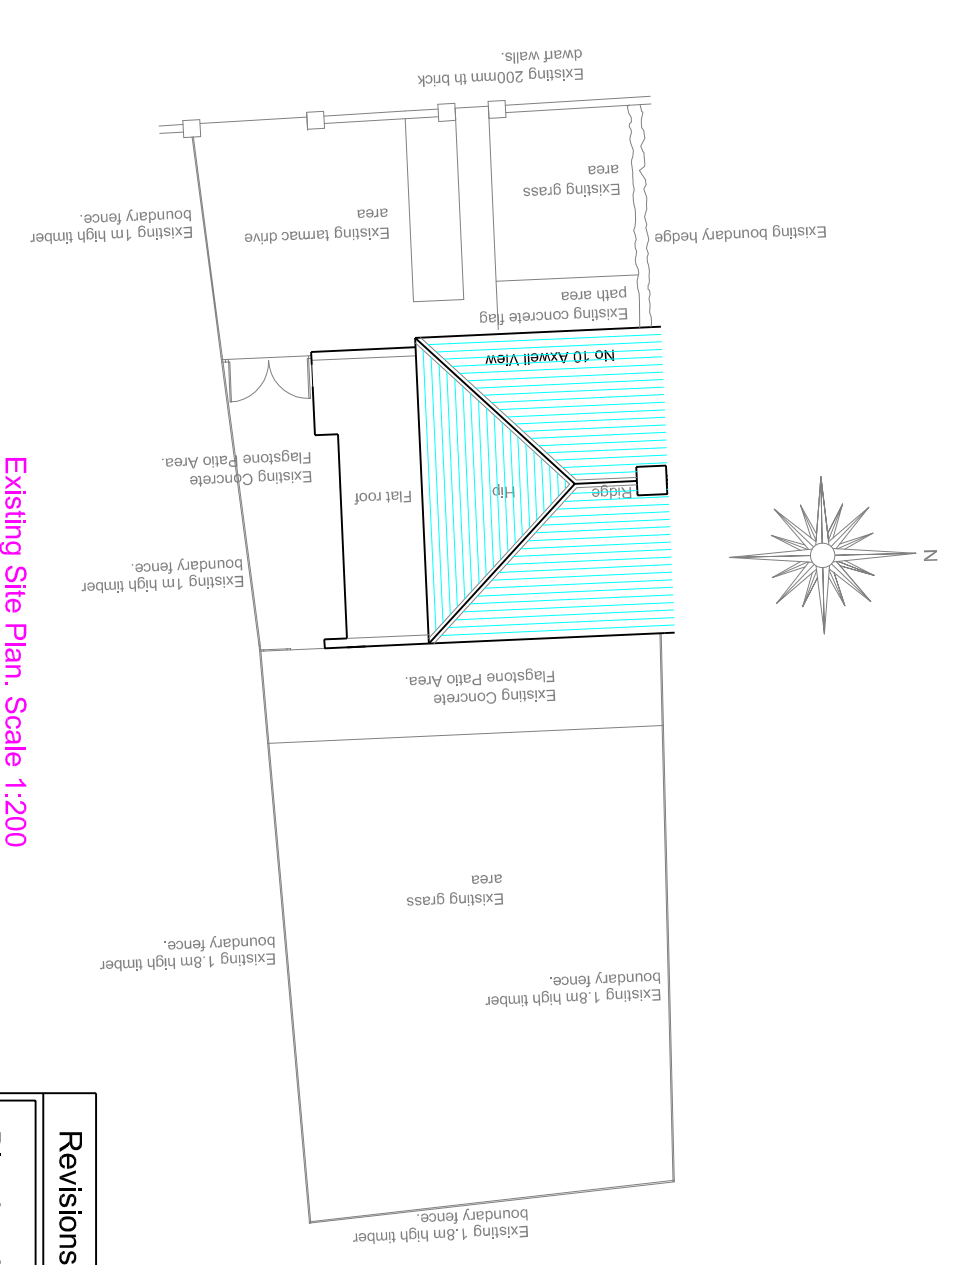 Existing 200mm th brick
dwarf walls.
Existing grass
area
Existing tarmac drive
area
Existing 1m high timber
boundary fence.
Existing boundary hedge
Existing concrete flag
path area
No 10 Axwell View
Existing Concrete
Flagstone Patio Area.
Flat roof
Hip
Ridge
N
Existing 1m high timber
boundary fence.
Existing Concrete
Flagstone Patio Area.
Existing Site Plan. Scale 1:200
Existing grass
area
Existing 1.8m high timber
boundary fence.
Existing 1.8m high timber
boundary fence.
Existing 1.8m high timber
boundary fence.
Revisions